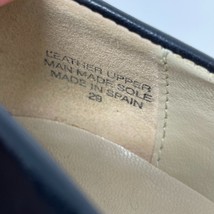 LEATHER UPPER
MAN MADE SOLE
MADE IN SPAIN
28